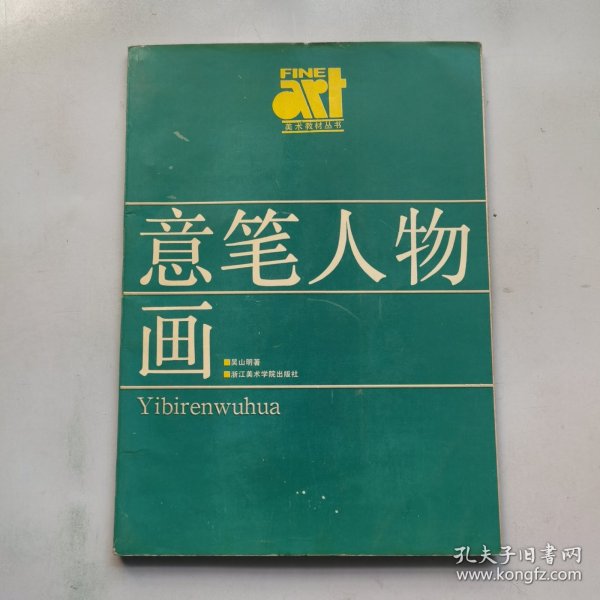 FINE
art
美术教材丛书
意笔人物
画
■吴山明著
■浙江美术学院出版社
Yibirenwuhua
孔夫子旧书网
www.kongfz.com